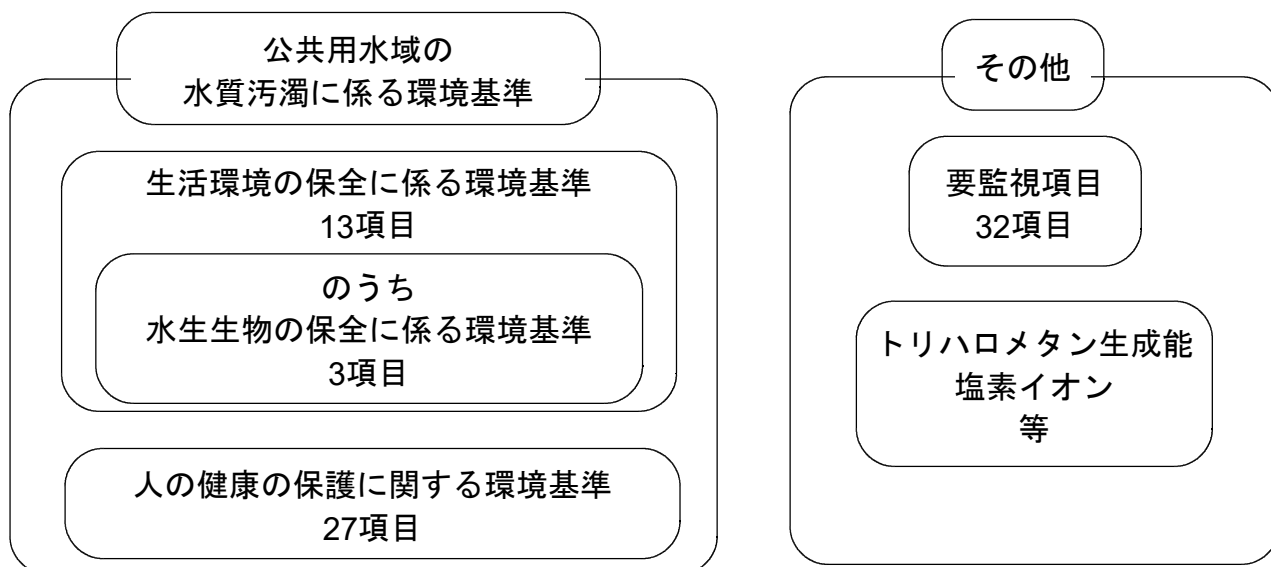 公共用水域の
水質汚濁に係る環境基準
生活環境の保全に係る環境基準
13項目
のうち
水生生物の保全に係る環境基準
3項目
人の健康の保護に関する環境基準
27項目
その他
要監視項目
32項目
トリハロメタン生成能
塩素イオン
等